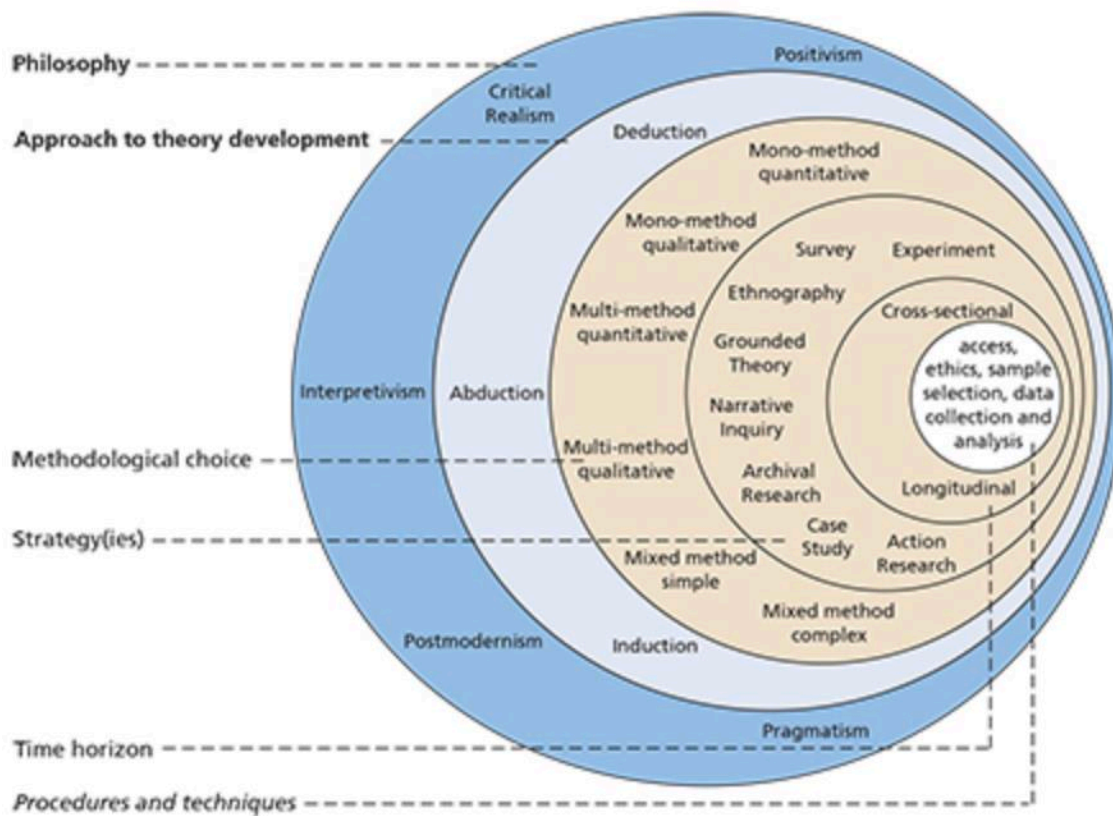 Philosophy
Approach to theory development
Methodological choice
Strategy(ies)
Time horizon
Procedures and techniques
Positivism
Critical
Realism
Interpretivism
Postmodernism
Pragmatism
Deduction
Abduction
Induction
Mono-method
quantitative
Mono-method
qualitative
Multi-method
quantitative
Multi-method
qualitative
Mixed method
simple
Mixed method
complex
Experiment
Survey
Ethnography
Grounded
Theory
Narrative
Inquiry
Archival
Research
Case
Study
Action
Research
Cross-sectional
Longitudinal
access,
ethics, sample
selection, data
collection and
analysis